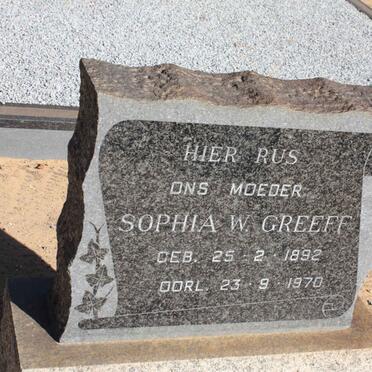 HIER RUS
ONS MOEDER
SOPHIA W. GREEFF
GEB. 25-2-1892
OORL. 23-9-1970